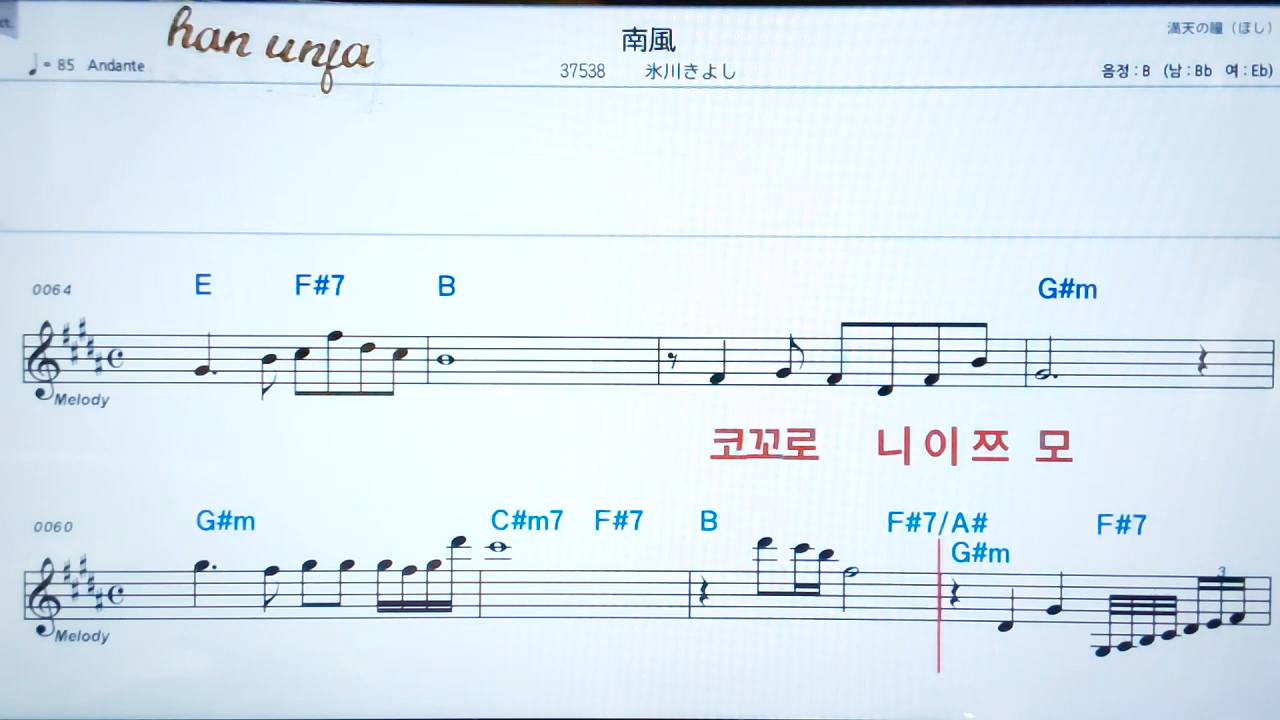 ct.
han unja
南風
満天の瞳（ほし）
♩= 85 Andante
37538 氷川きよし
음정 : B (남 : Bb 여 : Eb)
0064
E F#7 B G#m
Melody
코꼬로 니 이 쯔 모
0060
G#m C#m7 F#7 B F#7/A# F#7
G#m
3
Melody